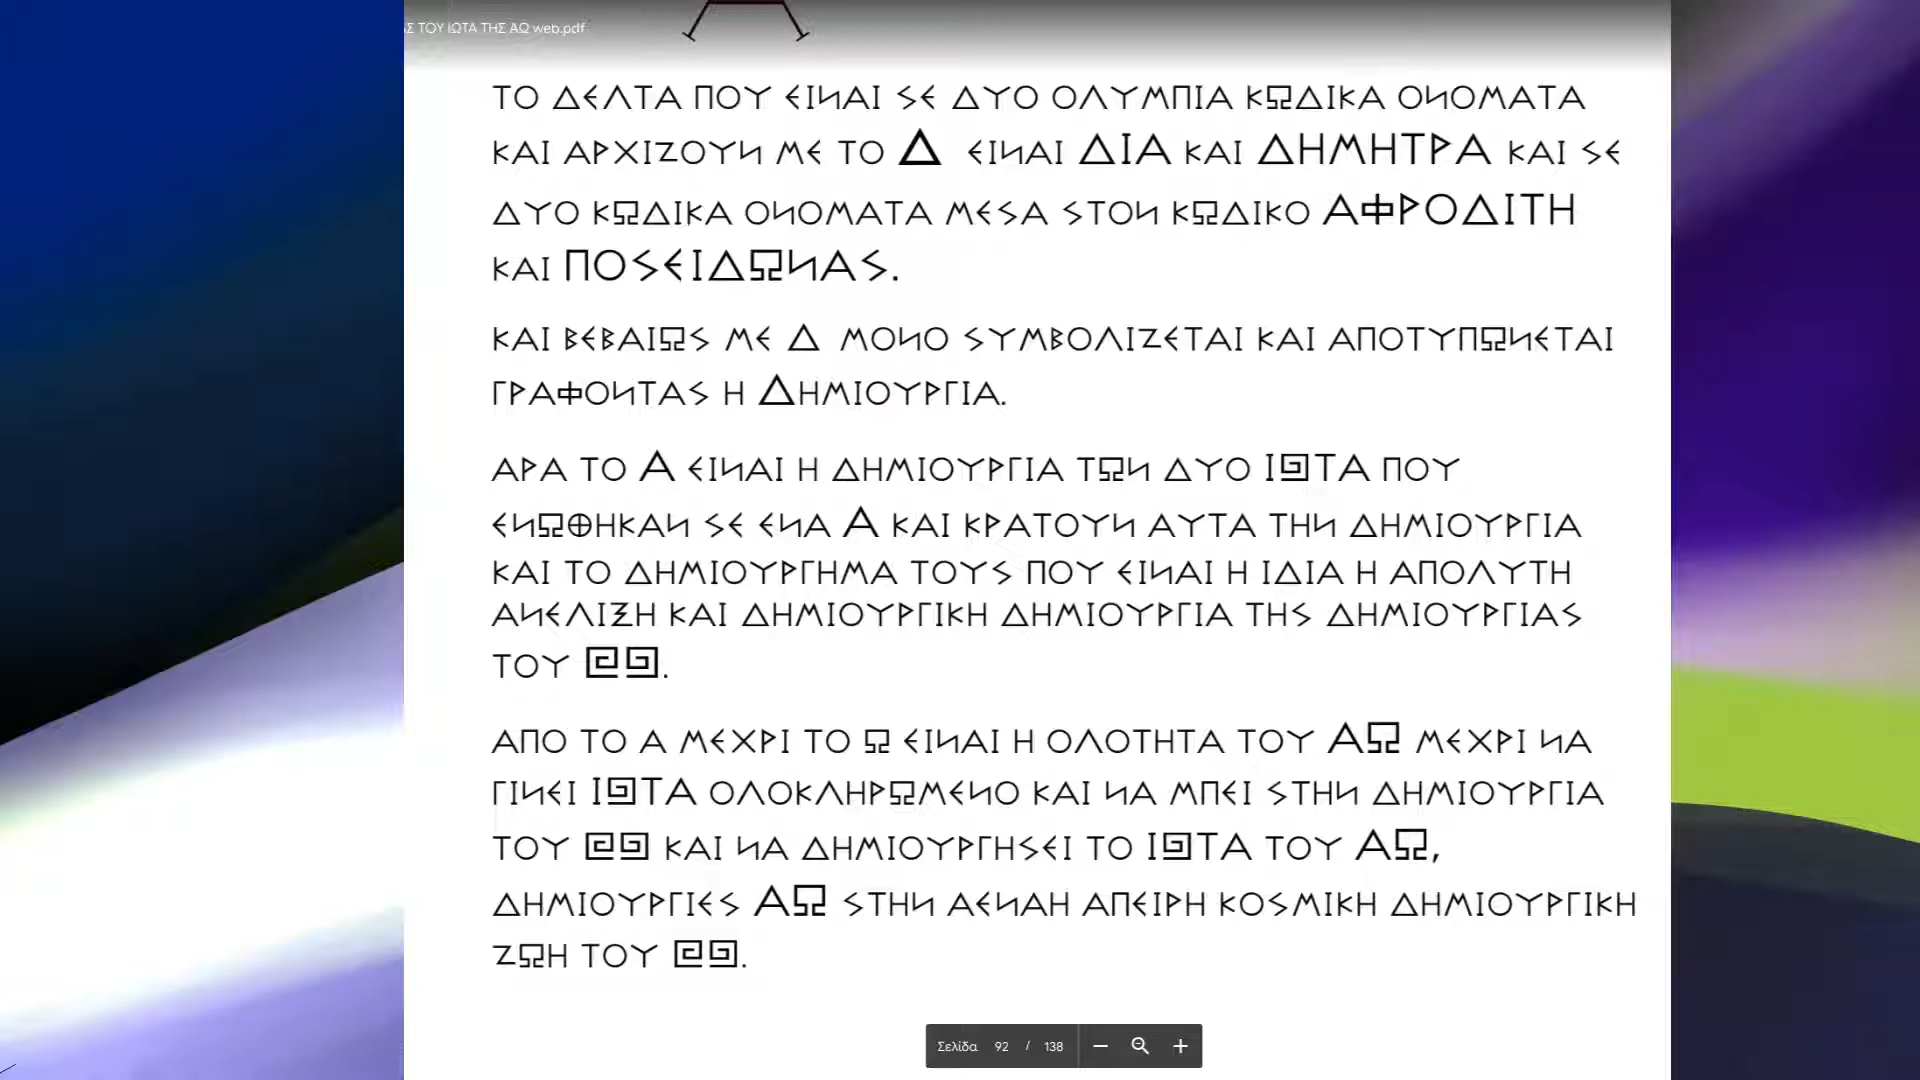 Σ ΤΟΥ ΙΩΤΑ ΤΗΣ ΑΩ web.pdf
ΤΟ ΔΕΛΤΑ ΠΟΥ ΕΙΝΑΙ ΣΕ ΔΥΟ ΟΛΥΜΠΙΑ ΚΩΔΙΚΑ ΟΝΟΜΑΤΑ
ΚΑΙ ΑΡΧΙΖΟΥΝ ΜΕ ΤΟ Δ ΕΙΝΑΙ ΔΙΑ ΚΑΙ ΔΗΜΗΤΡΑ ΚΑΙ ΣΕ
ΔΥΟ ΚΩΔΙΚΑ ΟΝΟΜΑΤΑ ΜΕΣΑ ΣΤΟΝ ΚΩΔΙΚΟ ΑΦΡΟΔΙΤΗ
ΚΑΙ ΠΟΣΕΙΔΩΝΑΣ.
ΚΑΙ ΒΕΒΑΙΩΣ ΜΕ Δ ΜΟΝΟ ΣΥΜΒΟΛΙΖΕΤΑΙ ΚΑΙ ΑΠΟΤΥΠΩΝΕΤΑΙ
ΓΡΑΦΟΝΤΑΣ Η ΔΗΜΙΟΥΡΓΙΑ.
ΑΡΑ ΤΟ Α ΕΙΝΑΙ Η ΔΗΜΙΟΥΡΓΙΑ ΤΩΝ ΔΥΟ ΙΩΤΑ ΠΟΥ
ΕΝΩΘΗΚΑΝ ΣΕ ΕΝΑ Α ΚΑΙ ΚΡΑΤΟΥΝ ΑΥΤΑ ΤΗΝ ΔΗΜΙΟΥΡΓΙΑ
ΚΑΙ ΤΟ ΔΗΜΙΟΥΡΓΗΜΑ ΤΟΥΣ ΠΟΥ ΕΙΝΑΙ Η ΙΔΙΑ Η ΑΠΟΛΥΤΗ
ΑΝΕΛΙΞΗ ΚΑΙ ΔΗΜΙΟΥΡΓΙΚΗ ΔΗΜΙΟΥΡΓΙΑ ΤΗΣ ΔΗΜΙΟΥΡΓΙΑΣ
ΤΟΥ .
ΑΠΟ ΤΟ Α ΜΕΧΡΙ ΤΟ Ω ΕΙΝΑΙ Η ΟΛΟΤΗΤΑ ΤΟΥ ΑΩ ΜΕΧΡΙ ΝΑ
ΓΙΝΕΙ ΙΩΤΑ ΟΛΟΚΛΗΡΩΜΕΝΟ ΚΑΙ ΝΑ ΜΠΕΙ ΣΤΗΝ ΔΗΜΙΟΥΡΓΙΑ
ΤΟΥ ΚΑΙ ΝΑ ΔΗΜΙΟΥΡΓΗΣΕΙ ΤΟ ΙΩΤΑ ΤΟΥ ΑΩ,
ΔΗΜΙΟΥΡΓΙΕΣ ΑΩ ΣΤΗΝ ΑΕΝΑΗ ΑΠΕΙΡΗ ΚΟΣΜΙΚΗ ΔΗΜΙΟΥΡΓΙΚΗ
ΖΩΗ ΤΟΥ .
Σελίδα 92 / 138